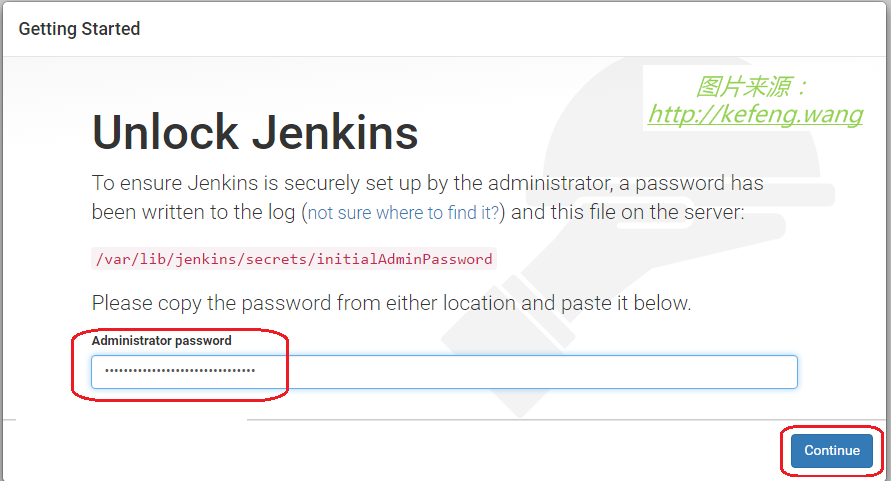 Getting Started
图片来源：
http://kefeng.wang
Unlock Jenkins
To ensure Jenkins is securely set up by the administrator, a password has
been written to the log (not sure where to find it?) and this file on the server:
/var/lib/jenkins/secrets/initialAdminPassword
Please copy the password from either location and paste it below.
Administrator password
••••••••••••••••••••••••••••••••
Continue